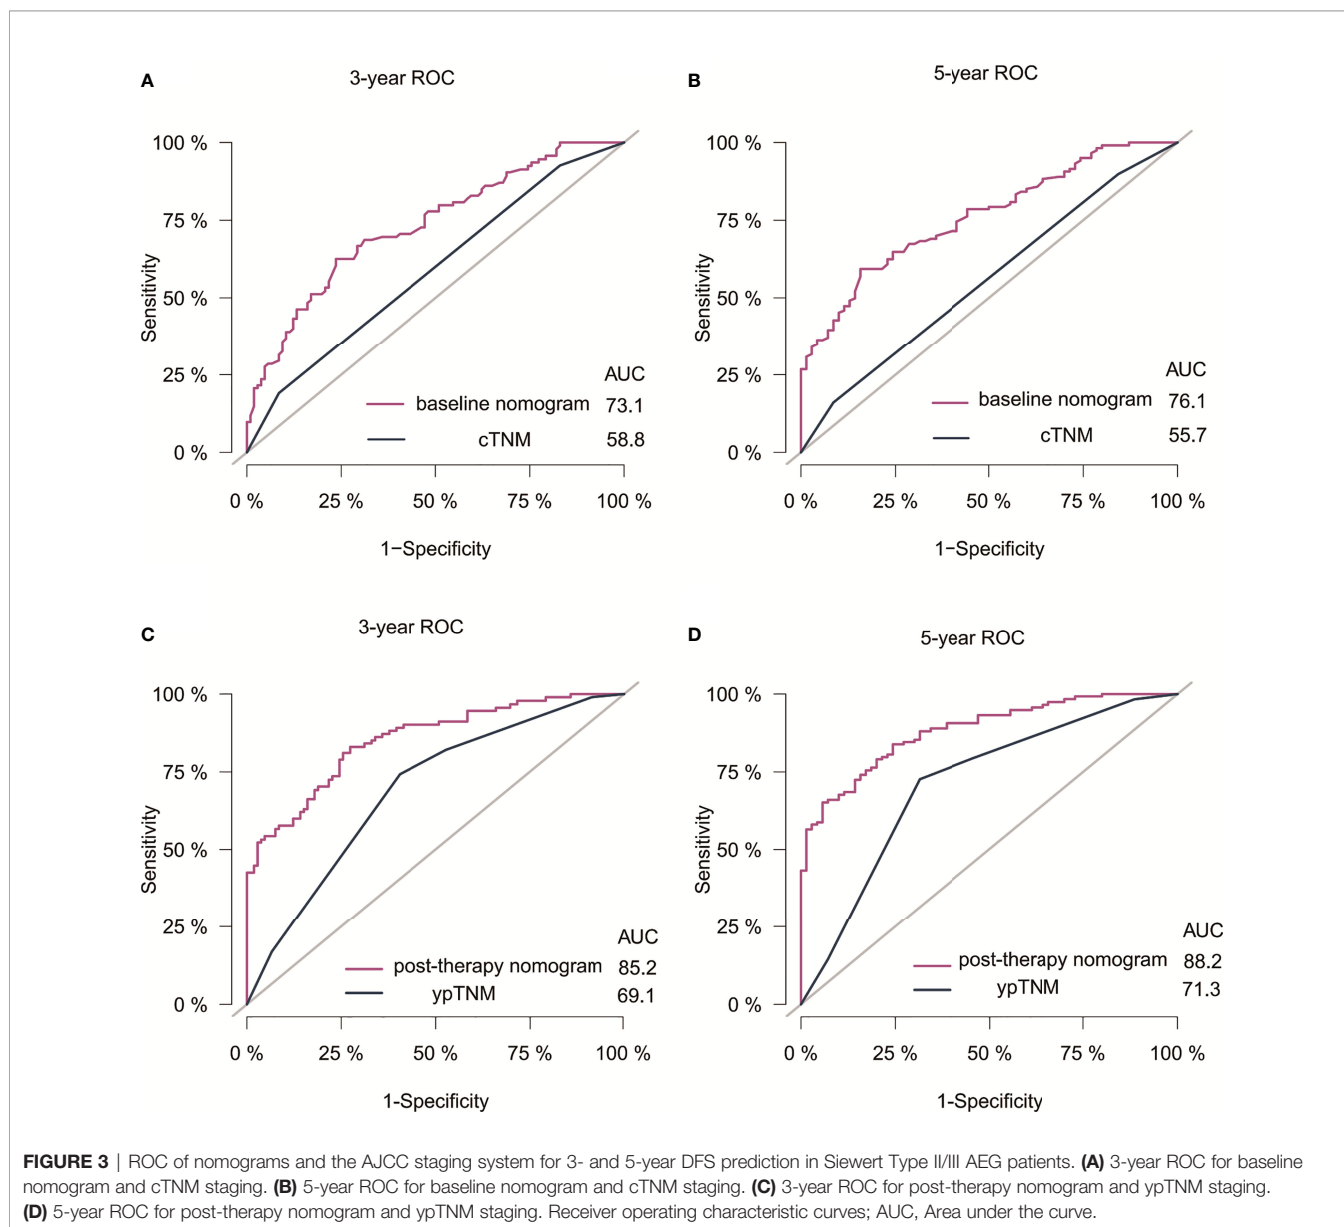 A
3-year ROC
100 %
75 %
50 %
25 %
0 %
Sensitivity
AUC
baseline nomogram 73.1
cTNM 58.8
0 % 25 % 50 % 75 % 100 %
1−Specificity
B
5-year ROC
100 %
75 %
50 %
25 %
0 %
Sensitivity
AUC
baseline nomogram 76.1
cTNM 55.7
0 % 25 % 50 % 75 % 100 %
1−Specificity
C
3-year ROC
100 %
75 %
50 %
25 %
0 %
Sensitivity
AUC
post-therapy nomogram 85.2
ypTNM 69.1
0 % 25 % 50 % 75 % 100 %
1-Specificity
D
5-year ROC
100 %
75 %
50 %
25 %
0 %
Sensitivity
AUC
post-therapy nomogram 88.2
ypTNM 71.3
0 % 25 % 50 % 75 % 100 %
1-Specificity
FIGURE 3 | ROC of nomograms and the AJCC staging system for 3- and 5-year DFS prediction in Siewert Type II/III AEG patients. (A) 3-year ROC for baseline
nomogram and cTNM staging. (B) 5-year ROC for baseline nomogram and cTNM staging. (C) 3-year ROC for post-therapy nomogram and ypTNM staging.
(D) 5-year ROC for post-therapy nomogram and ypTNM staging. Receiver operating characteristic curves; AUC, Area under the curve.